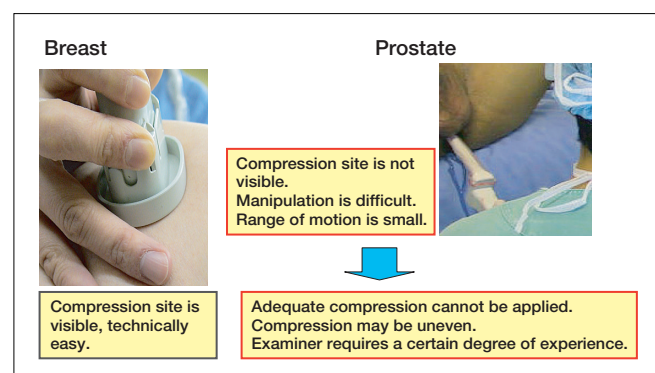 Breast
Prostate
Compression site is not
visible.
Manipulation is difficult.
Range of motion is small.
Compression site is
visible, technically
easy.
Adequate compression cannot be applied.
Compression may be uneven.
Examiner requires a certain degree of experience.